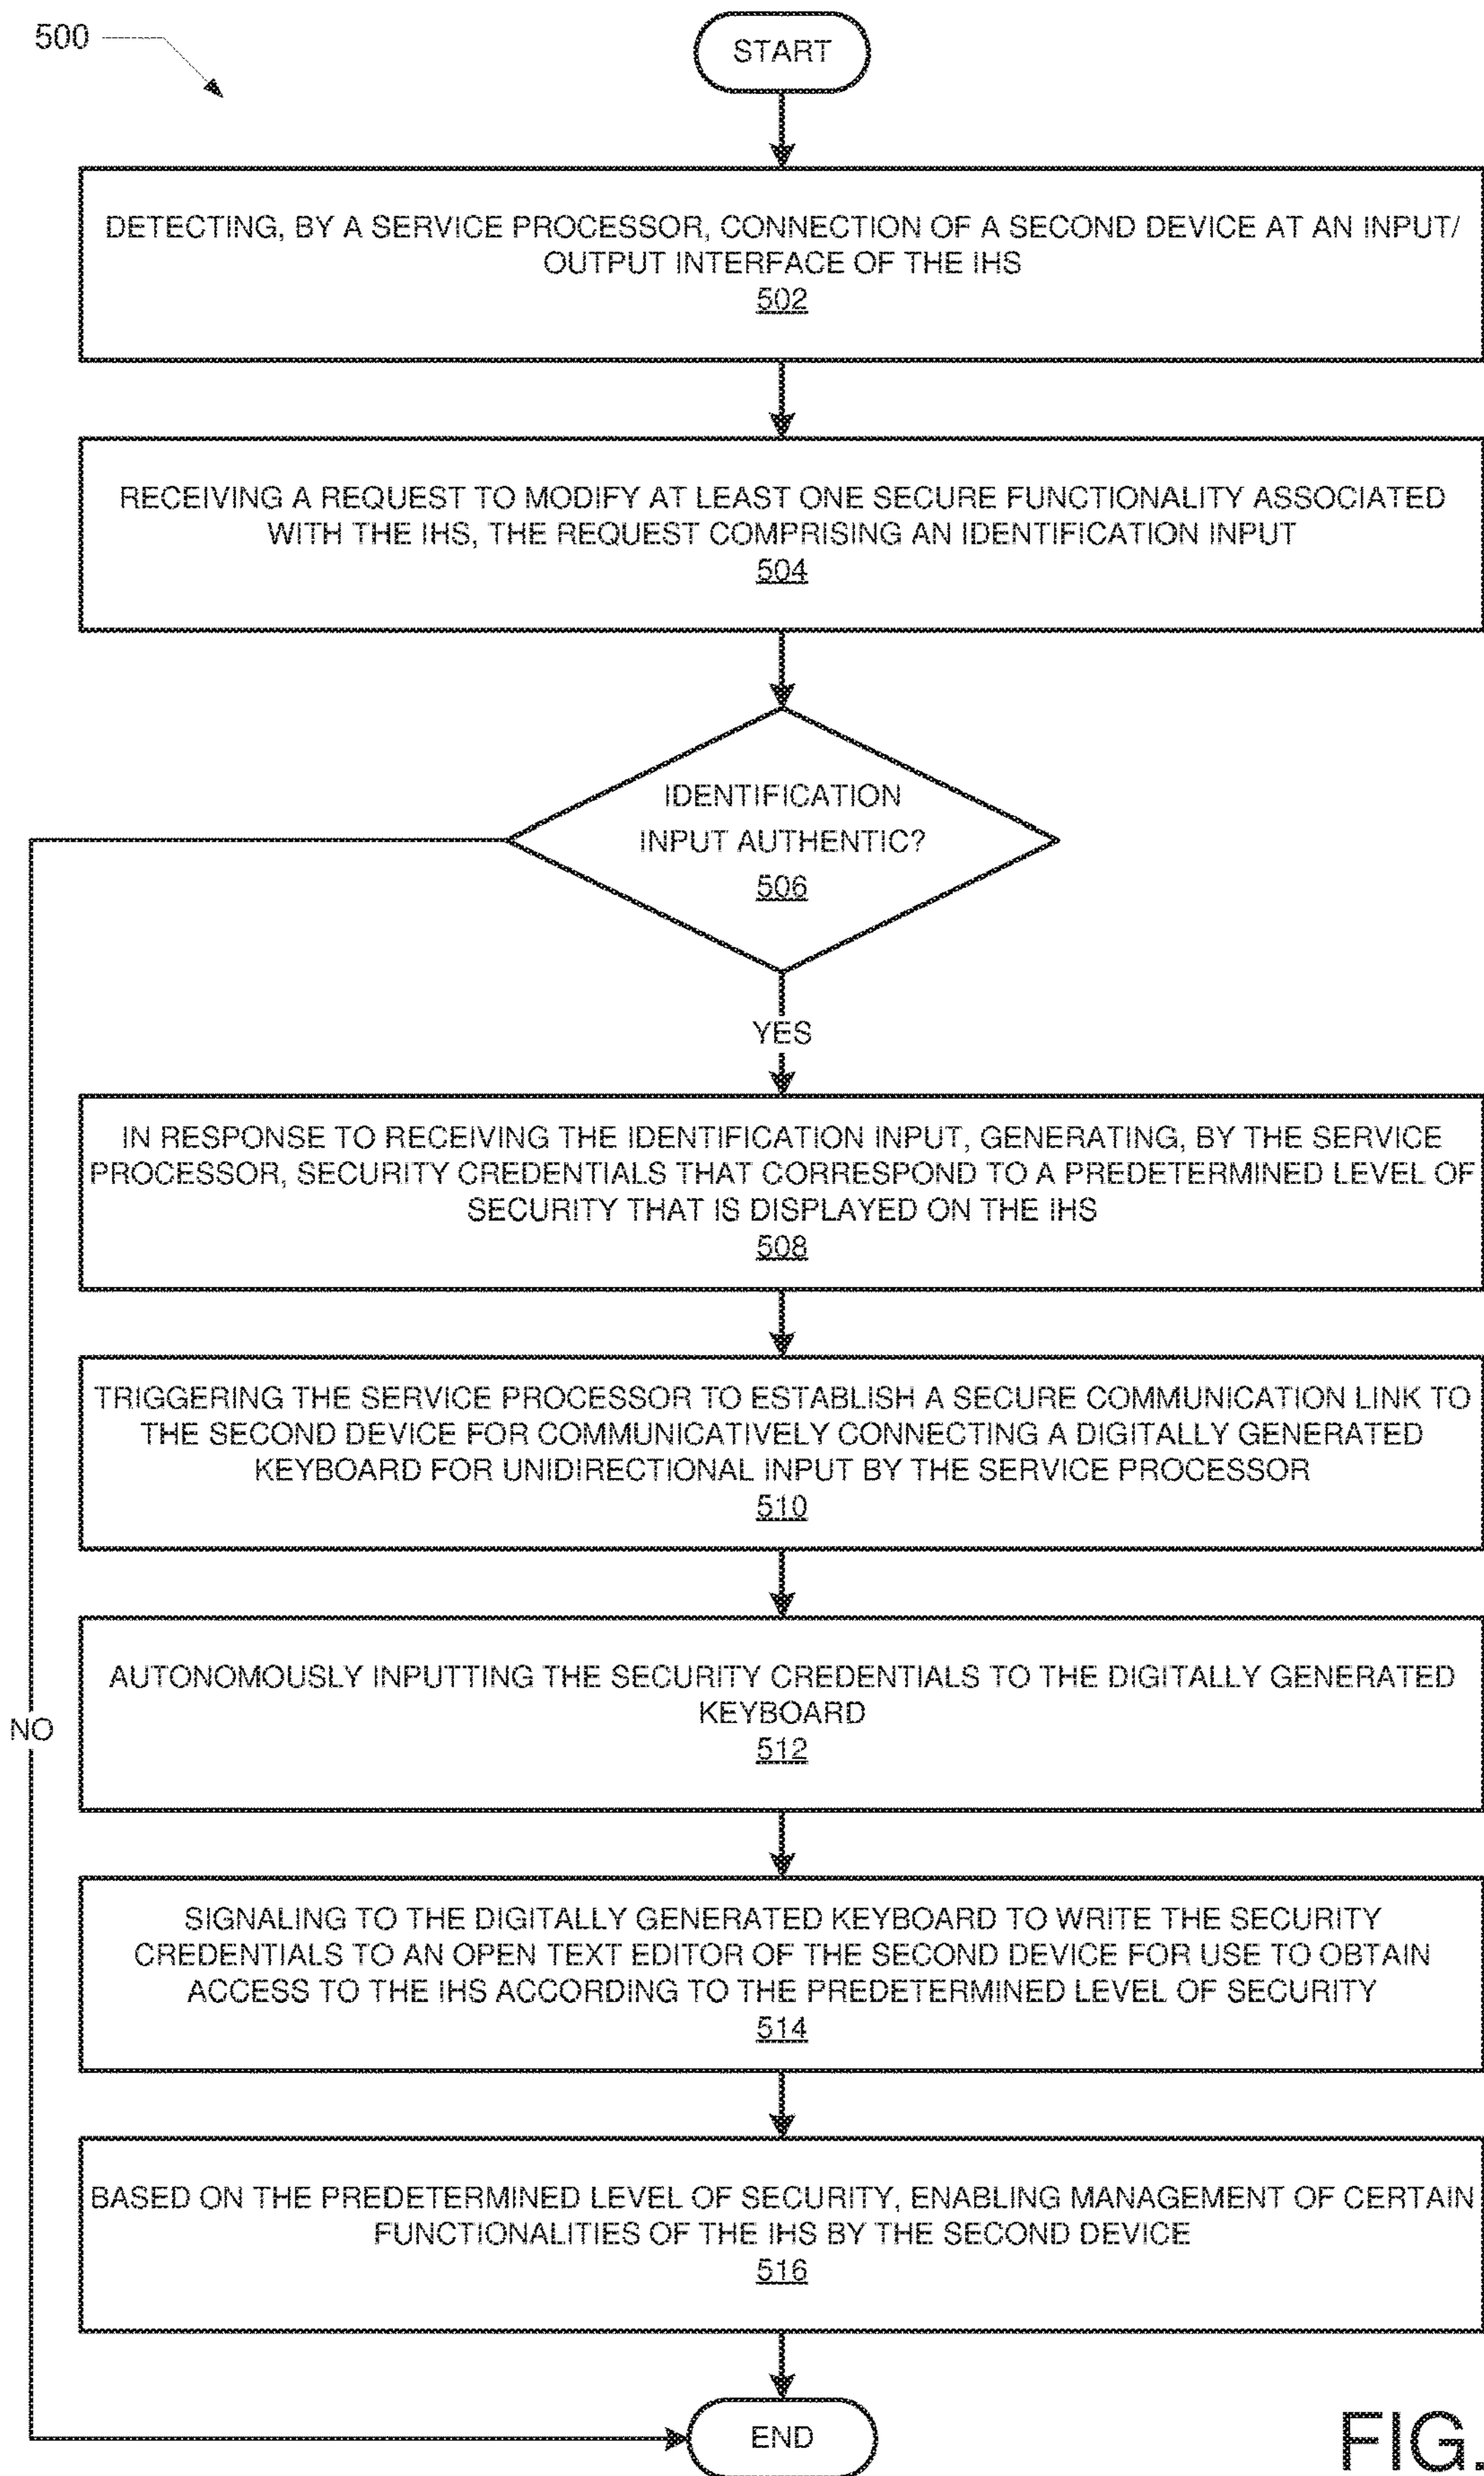 500
START
DETECTING, BY A SERVICE PROCESSOR, CONNECTION OF A SECOND DEVICE AT AN INPUT/
OUTPUT INTERFACE OF THE IHS
502
RECEIVING A REQUEST TO MODIFY AT LEAST ONE SECURE FUNCTIONALITY ASSOCIATED
WITH THE IHS, THE REQUEST COMPRISING AN IDENTIFICATION INPUT
504
IDENTIFICATION
INPUT AUTHENTIC?
506
YES
IN RESPONSE TO RECEIVING THE IDENTIFICATION INPUT, GENERATING, BY THE SERVICE
PROCESSOR, SECURITY CREDENTIALS THAT CORRESPOND TO A PREDETERMINED LEVEL OF
SECURITY THAT IS DISPLAYED ON THE IHS
508
TRIGGERING THE SERVICE PROCESSOR TO ESTABLISH A SECURE COMMUNICATION LINK TO
THE SECOND DEVICE FOR COMMUNICATIVELY CONNECTING A DIGITALLY GENERATED
KEYBOARD FOR UNIDIRECTIONAL INPUT BY THE SERVICE PROCESSOR
510
AUTONOMOUSLY INPUTTING THE SECURITY CREDENTIALS TO THE DIGITALLY GENERATED
KEYBOARD
512
NO
SIGNALING TO THE DIGITALLY GENERATED KEYBOARD TO WRITE THE SECURITY
CREDENTIALS TO AN OPEN TEXT EDITOR OF THE SECOND DEVICE FOR USE TO OBTAIN
ACCESS TO THE IHS ACCORDING TO THE PREDETERMINED LEVEL OF SECURITY
514
BASED ON THE PREDETERMINED LEVEL OF SECURITY, ENABLING MANAGEMENT OF CERTAIN
FUNCTIONALITIES OF THE IHS BY THE SECOND DEVICE
516
END
FIG.